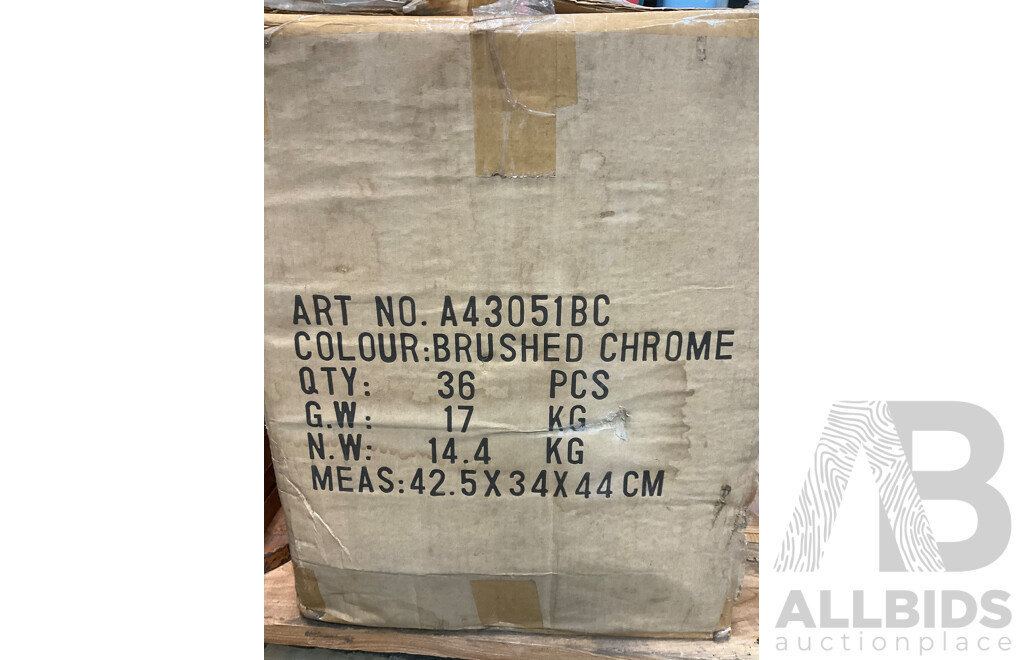 ART NO. A43051BC
COLOUR:BRUSHED CHROME
QTY: 36 PCS
G.W: 17 KG
N.W: 14.4 KG
MEAS:42.5X34X44CM
AB
ALLBIDS
auctionplace